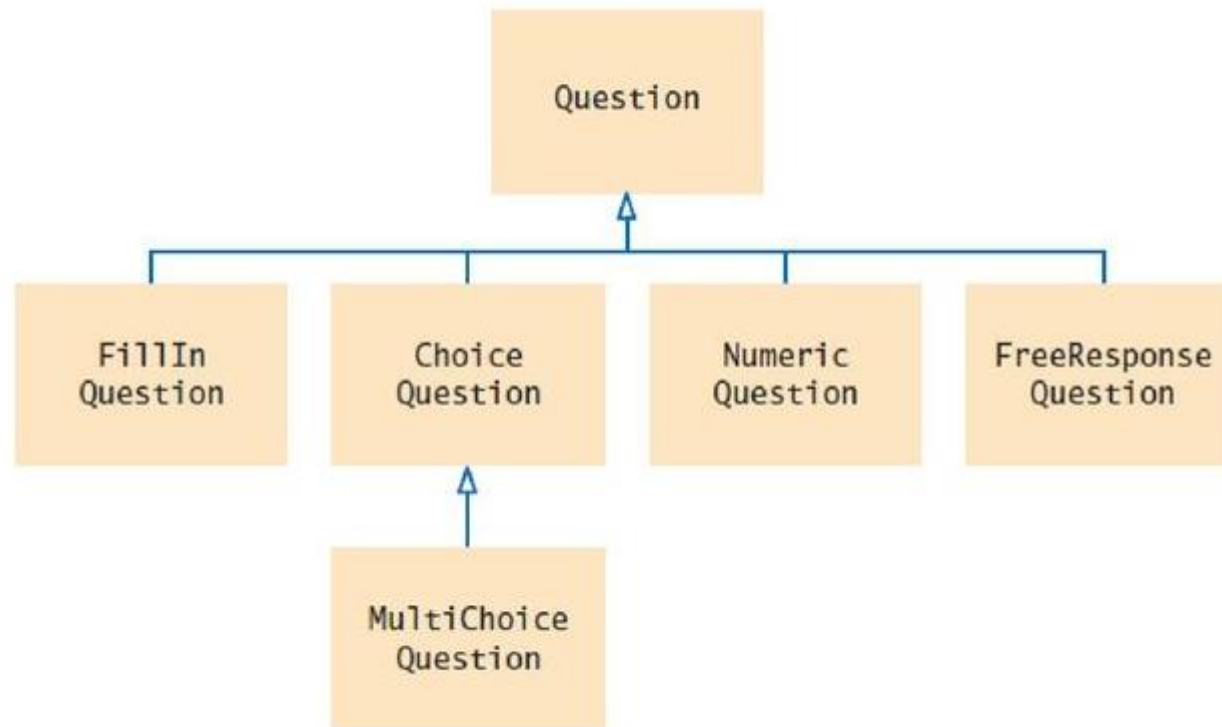 Question
FillIn
Question
Choice
Question
Numeric
Question
FreeResponse
Question
MultiChoice
Question